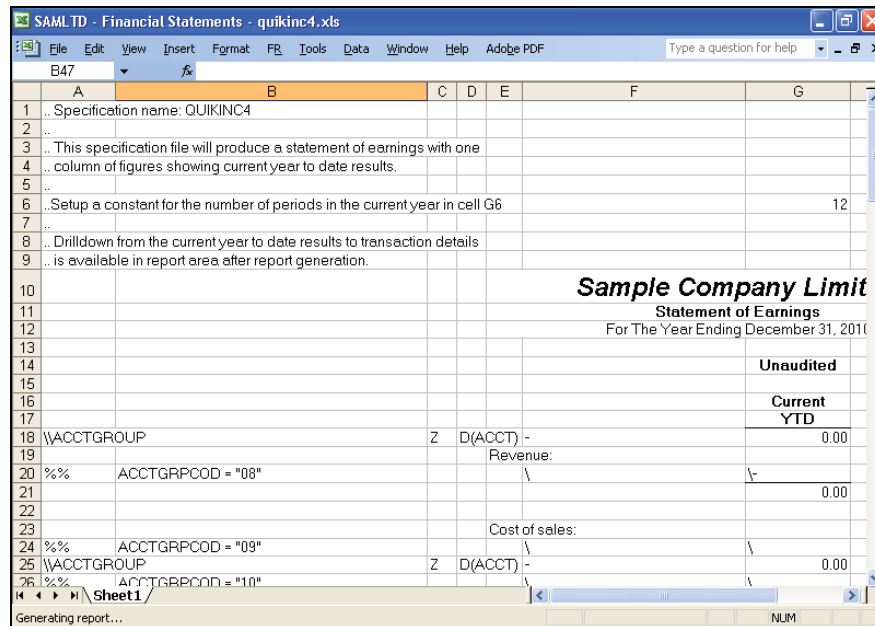 SAMLTD - Financial Statements - quikinc4.xls
File Edit View Insert Format FR Tools Data Window Help Adobe PDF Type a question for help
B47 fx
A B C D E F G
1 .. Specification name: QUIKINC4
2 ..
3 .. This specification file will produce a statement of earnings with one
4 .. column of figures showing current year to date results.
5 ..
6 ..Setup a constant for the number of periods in the current year in cell G6 12
7 ..
8 .. Drilldown from the current year to date results to transaction details
9 .. is available in report area after report generation.
10 Sample Company Limit
11 Statement of Earnings
12 For The Year Ending December 31, 2010
13
14 Unaudited
15
16 Current
17 YTD
18 \\ACCTGROUP Z D(ACCT) - 0.00
19 Revenue:
20 %% ACCTGRPCOD = "08" \ \-
21 0.00
22
23 Cost of sales:
24 %% ACCTGRPCOD = "09" \ \
25 \\ACCTGROUP Z D(ACCT) - 0.00
26 %% ACCTGRPCOD = "10" \ \
Sheet1
Generating report... NUM